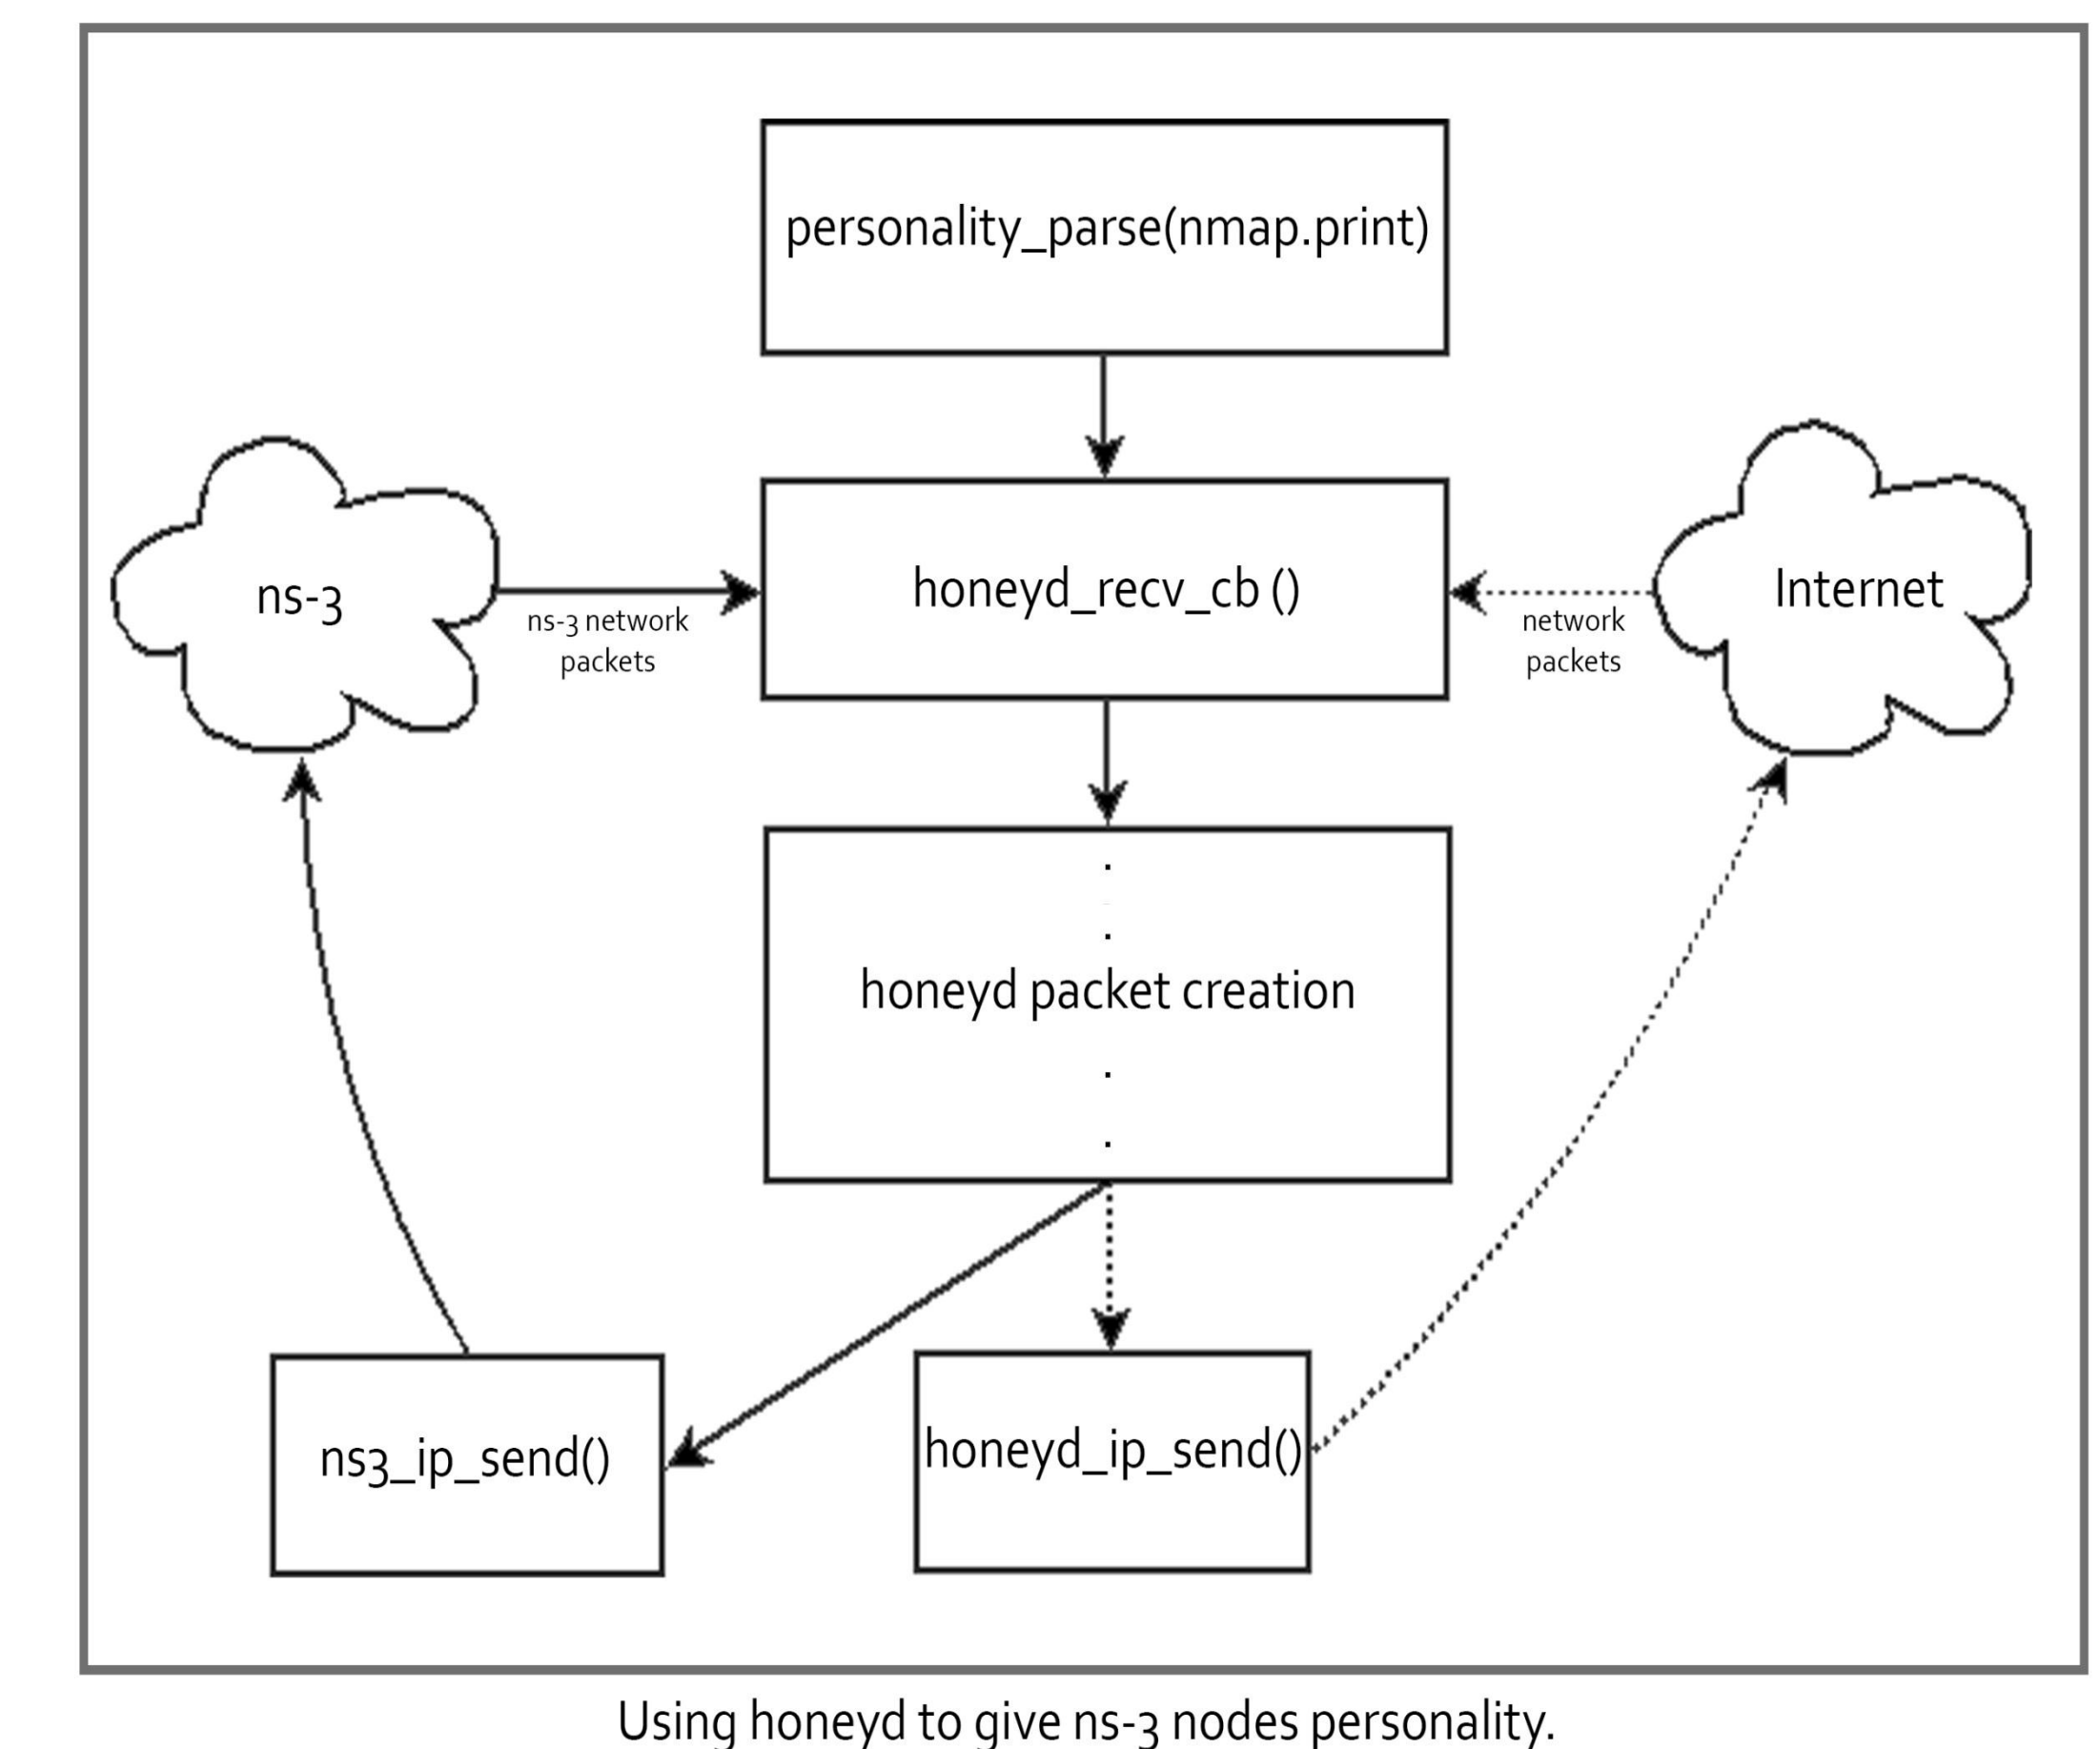 personality_parse(nmap.print)
ns-3
honeyd_recv_cb ()
Internet
ns-3 network
packets
network
packets
.
.
honeyd packet creation
.
.
ns3_ip_send()
honeyd_ip_send()
Using honeyd to give ns-3 nodes personality.